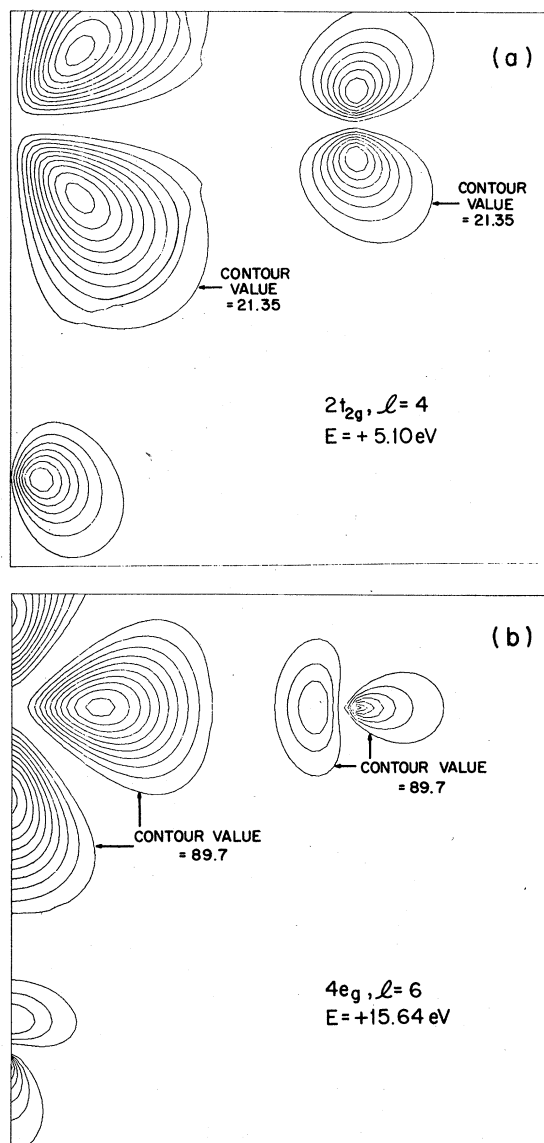 (a)
CONTOUR
VALUE
= 21.35
CONTOUR
VALUE
= 21.35
2t₂g, ℓ = 4
E = + 5.10 eV
(b)
CONTOUR VALUE
= 89.7
CONTOUR VALUE
= 89.7
4eg, ℓ = 6
E = +15.64 eV